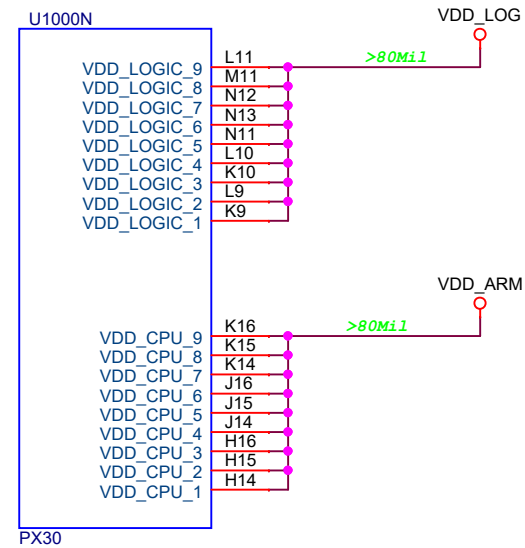 U1000N
VDD_LOG
VDD_LOGIC_9 L11 >80Mil
VDD_LOGIC_8 M11
VDD_LOGIC_7 N12
VDD_LOGIC_6 N13
VDD_LOGIC_5 N11
VDD_LOGIC_4 L10
VDD_LOGIC_3 K10
VDD_LOGIC_2 L9
VDD_LOGIC_1 K9
VDD_ARM
VDD_CPU_9 K16 >80Mil
VDD_CPU_8 K15
VDD_CPU_7 K14
VDD_CPU_6 J16
VDD_CPU_5 J15
VDD_CPU_4 J14
VDD_CPU_3 H16
VDD_CPU_2 H15
VDD_CPU_1 H14
PX30